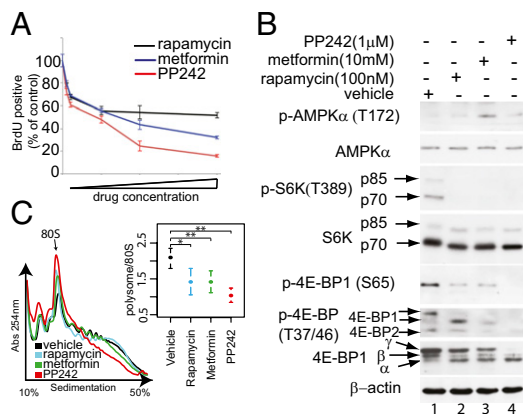 A
rapamycin
metformin
PP242
BrdU positive
(% of control)
100
80
60
40
20
0
drug concentration
B
PP242(1μM) - - - +
metformin(10mM) - - + -
rapamycin(100nM) - + - -
vehicle + - - -
p-AMPKα (T172)
AMPKα
p-S6K(T389) p85
p70
S6K p85
p70
p-4E-BP1 (S65)
p-4E-BP 4E-BP1
(T37/46) 4E-BP2
γ
4E-BP1 β
α
β-actin
1 2 3 4
C
80S
Abs 254nm
vehicle
rapamycin
metformin
PP242
Sedimentation
10% 50%
polysome/80S
2.5
1.5
0.5
**
**
*
Vehicle
Rapamycin
Metformin
PP242